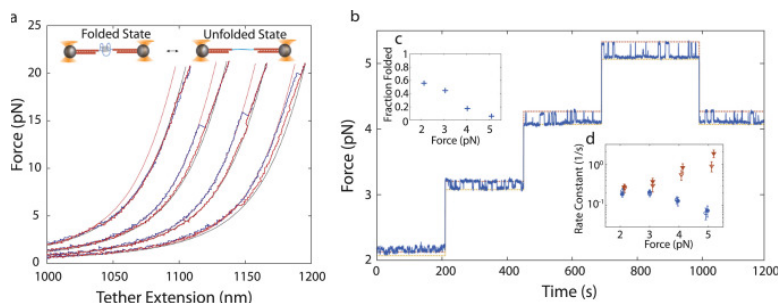 a
Folded State
Unfolded State
25
20
15
10
5
0
Force (pN)
1000
1050
1100
1150
1200
Tether Extension (nm)
b
6
5
4
3
2
Force (pN)
0
200
400
600
800
1000
1200
Time (s)
c
1
0.8
0.6
0.4
0.2
0
Fraction Folded
2
3
4
5
Force (pN)
d
10⁰
10⁻¹
Rate Constant (1/s)
2
3
4
5
Force (pN)